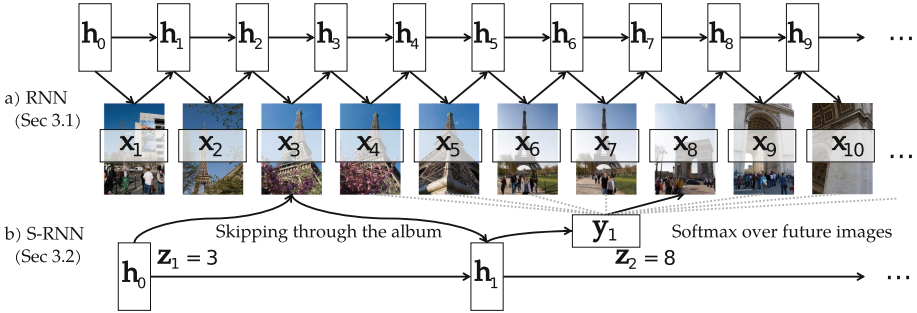 h0 h1 h2 h3 h4 h5 h6 h7 h8 h9 ...
a) RNN
(Sec 3.1)
x1 x2 x3 x4 x5 x6 x7 x8 x9 x10 ...
b) S-RNN
(Sec 3.2)
Skipping through the album
y1
Softmax over future images
z1 = 3
z2 = 8
h0 h1 ...